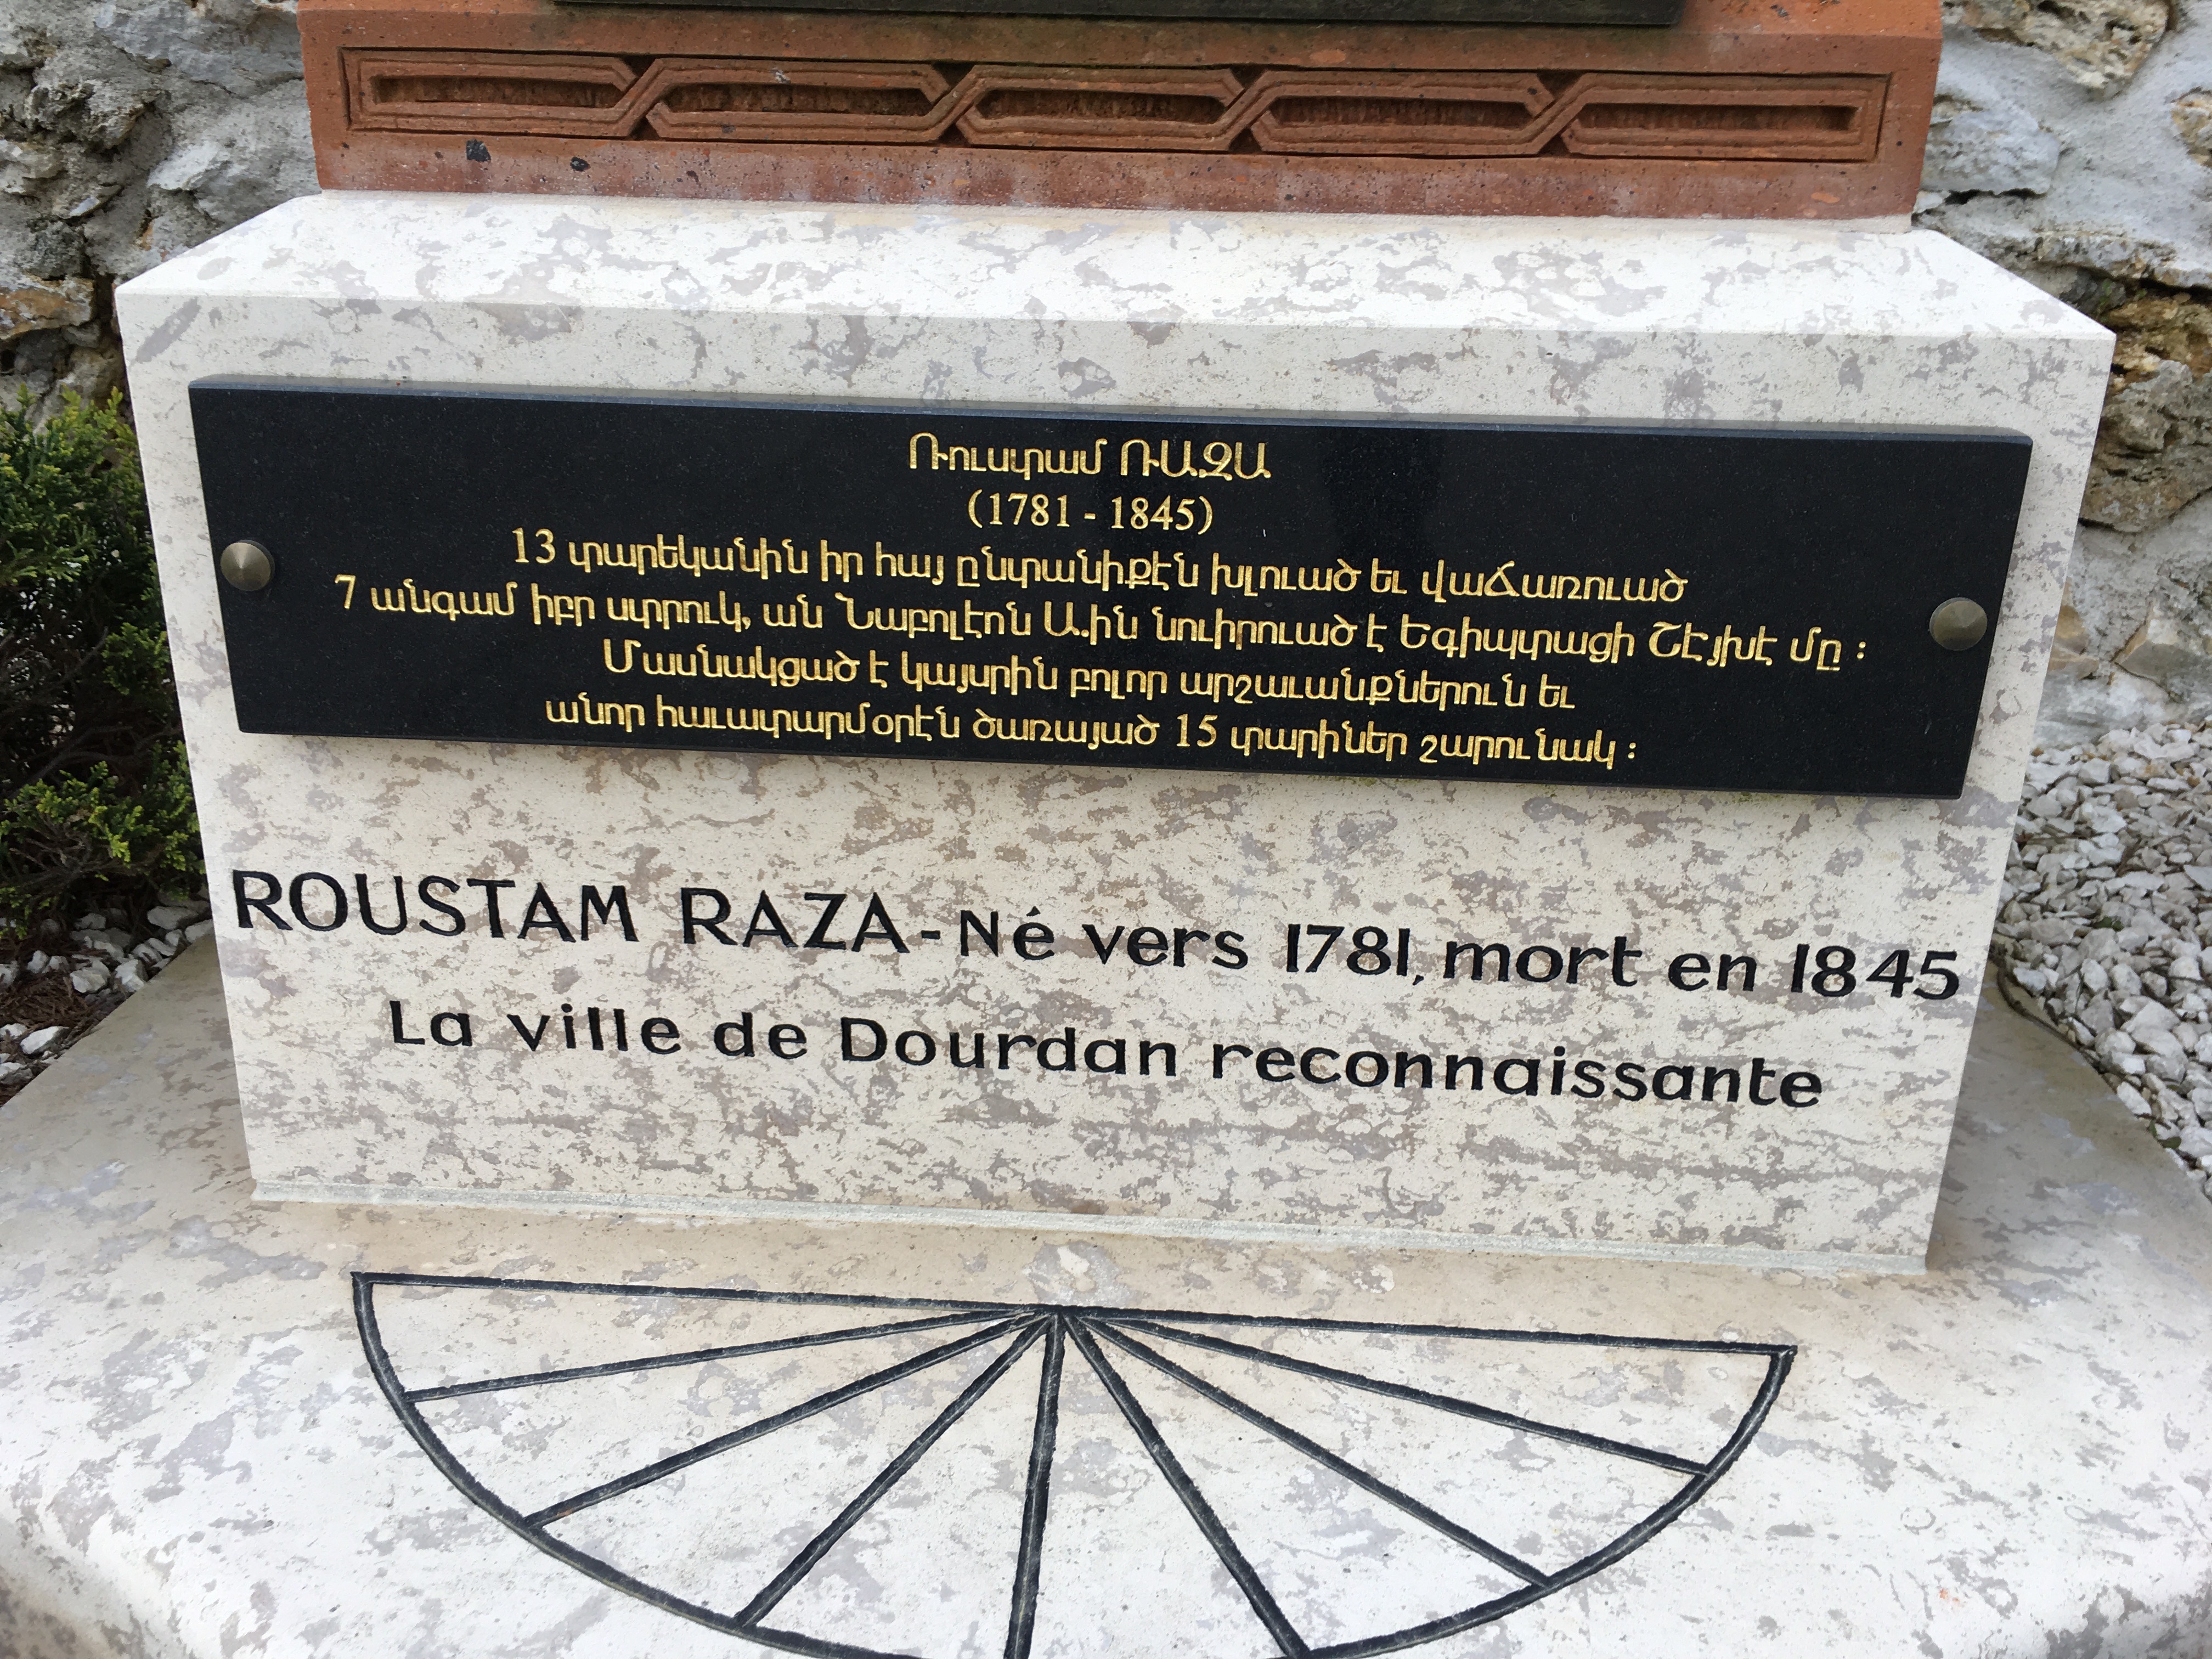 Ռուստամ ՌԱԶԱ
(1781 - 1845)
13 տարեկանին իր հայ ընտանիքէն խլուած եւ վաճառուած
7 անգամ իբր ստրուկ, ան Նաբոլէոն Ա.ին նուիրուած է Եգիպտացի Շէյխէ մը :
Մասնակցած է կայսրին բոլոր արշաւանքներուն եւ
անոր հաւատարմօրէն ծառայած 15 տարիներ շարունակ :
ROUSTAM RAZA - Né vers 1781, mort en 1845
La ville de Dourdan reconnaissante